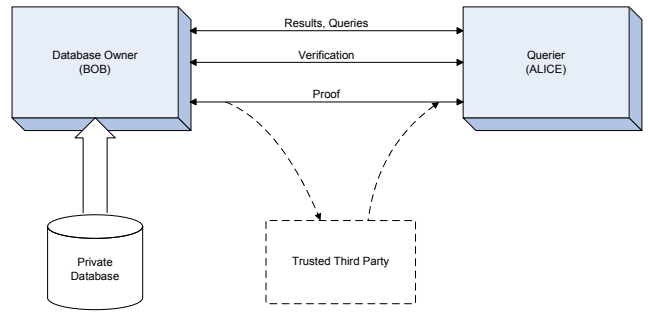 Results, Queries
Database Owner
(BOB)
Verification
Querier
(ALICE)
Proof
Private
Database
Trusted Third Party